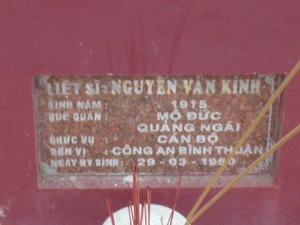 LIỆT SĨ: NGUYỄN VĂN KINH
SINH NĂM : 1915
QUÊ QUÁN : MỘ ĐỨC
QUẢNG NGÃI
CHỨC VỤ : CÁN BỘ
ĐƠN VỊ : CÔNG AN BÌNH THUẬN
NGÀY HY SINH: 29-03-1950